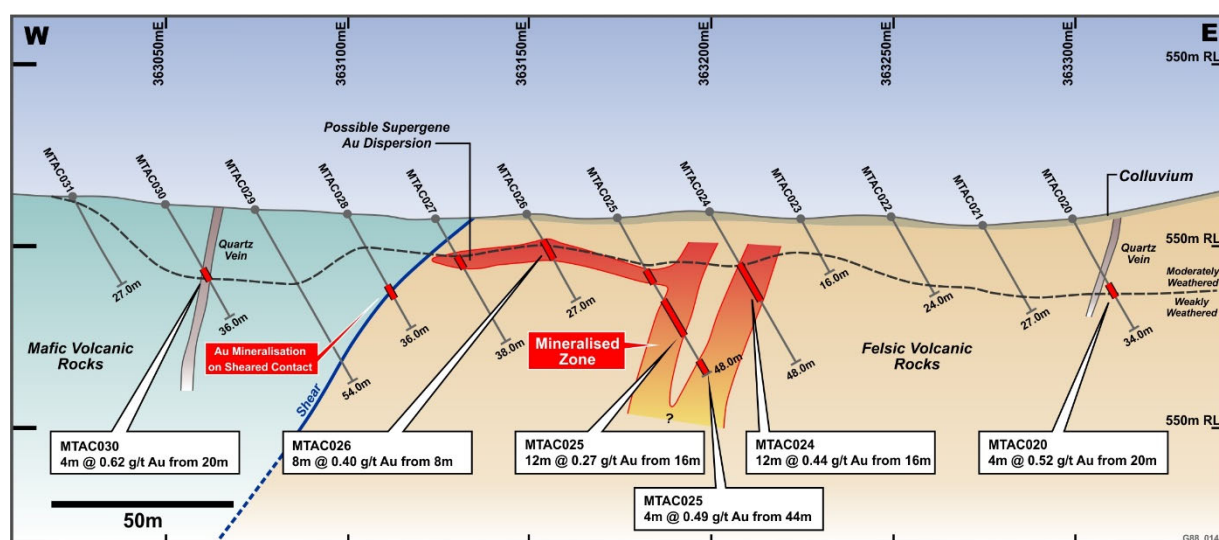 W
E
363050mE
363100mE
363150mE
363200mE
363250mE
363300mE
550m RL
Possible Supergene
Au Dispersion
MTAC031
MTAC030
MTAC029
MTAC028
MTAC027
MTAC026
MTAC025
MTAC024
MTAC023
MTAC022
MTAC021
MTAC020
Colluvium
Quartz
Vein
Quartz
Vein
550m RL
Moderately
Weathered
Weakly
Weathered
27.0m
36.0m
54.0m
36.0m
38.0m
27.0m
48.0m
48.0m
16.0m
24.0m
27.0m
34.0m
Mafic Volcanic
Rocks
Au Mineralisation
on Sheared Contact
Mineralised
Zone
Felsic Volcanic
Rocks
Shear
?
550m RL
MTAC030
4m @ 0.62 g/t Au from 20m
MTAC026
8m @ 0.40 g/t Au from 8m
MTAC025
12m @ 0.27 g/t Au from 16m
MTAC024
12m @ 0.44 g/t Au from 16m
MTAC020
4m @ 0.52 g/t Au from 20m
MTAC025
4m @ 0.49 g/t Au from 44m
50m
G88_014